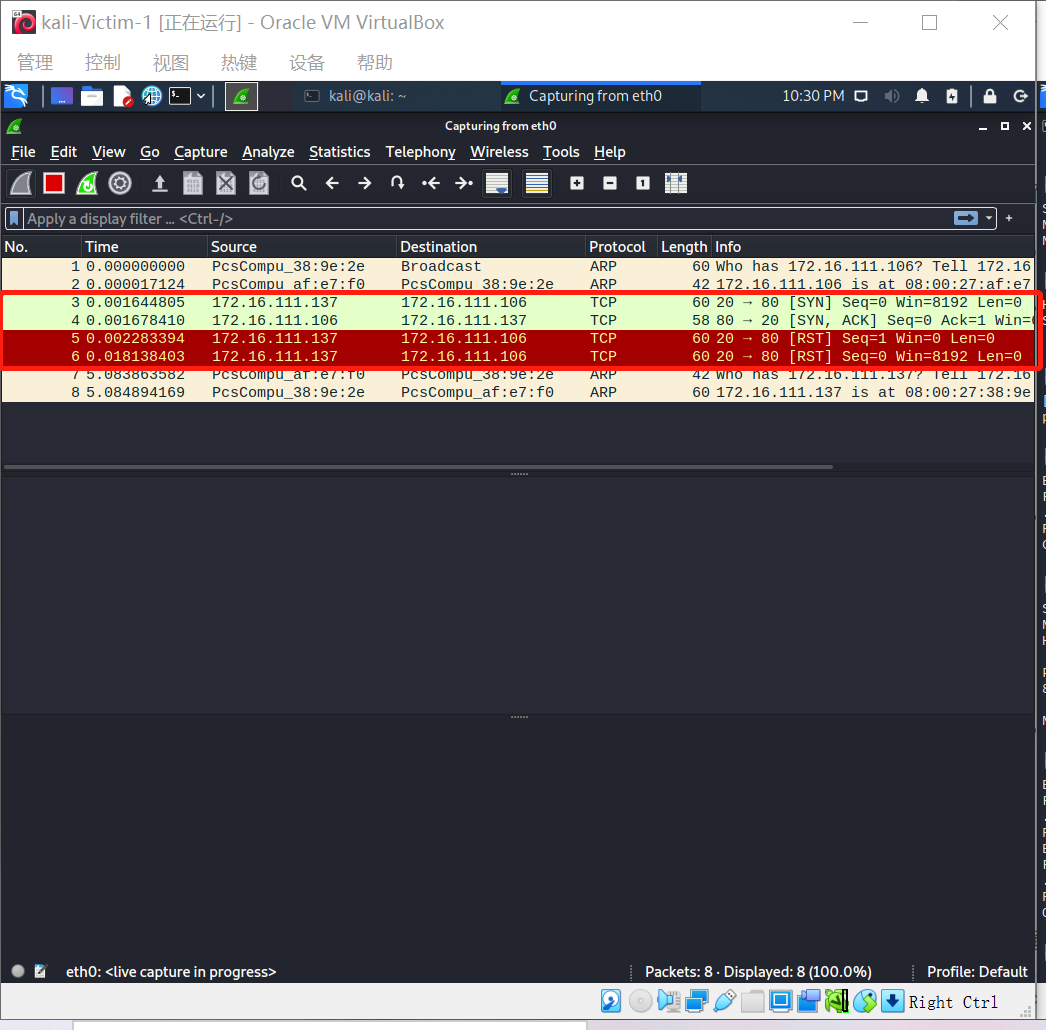 kali-Victim-1 [正在运行] - Oracle VM VirtualBox
管理 控制 视图 热键 设备 帮助
kali@kali: ~ Capturing from eth0 10:30 PM
Capturing from eth0
File Edit View Go Capture Analyze Statistics Telephony Wireless Tools Help
Apply a display filter ... <Ctrl-/>
No. Time Source Destination Protocol Length Info
1 0.000000000 PcsCompu_38:9e:2e Broadcast ARP 60 Who has 172.16.111.106? Tell 172.16
2 0.000017124 PcsCompu_af:e7:f0 PcsCompu_38:9e:2e ARP 42 172.16.111.106 is at 08:00:27:af:e7
3 0.001644805 172.16.111.137 172.16.111.106 TCP 60 20 → 80 [SYN] Seq=0 Win=8192 Len=0
4 0.001678410 172.16.111.106 172.16.111.137 TCP 58 80 → 20 [SYN, ACK] Seq=0 Ack=1 Win=
5 0.002283394 172.16.111.137 172.16.111.106 TCP 60 20 → 80 [RST] Seq=1 Win=0 Len=0
6 0.018138403 172.16.111.137 172.16.111.106 TCP 60 20 → 80 [RST] Seq=0 Win=8192 Len=0
7 5.083863582 PcsCompu_af:e7:f0 PcsCompu_38:9e:2e ARP 42 Who has 172.16.111.137? Tell 172.16
8 5.084894169 PcsCompu_38:9e:2e PcsCompu_af:e7:f0 ARP 60 172.16.111.137 is at 08:00:27:38:9e
eth0: <live capture in progress> Packets: 8 · Displayed: 8 (100.0%) Profile: Default
Right Ctrl